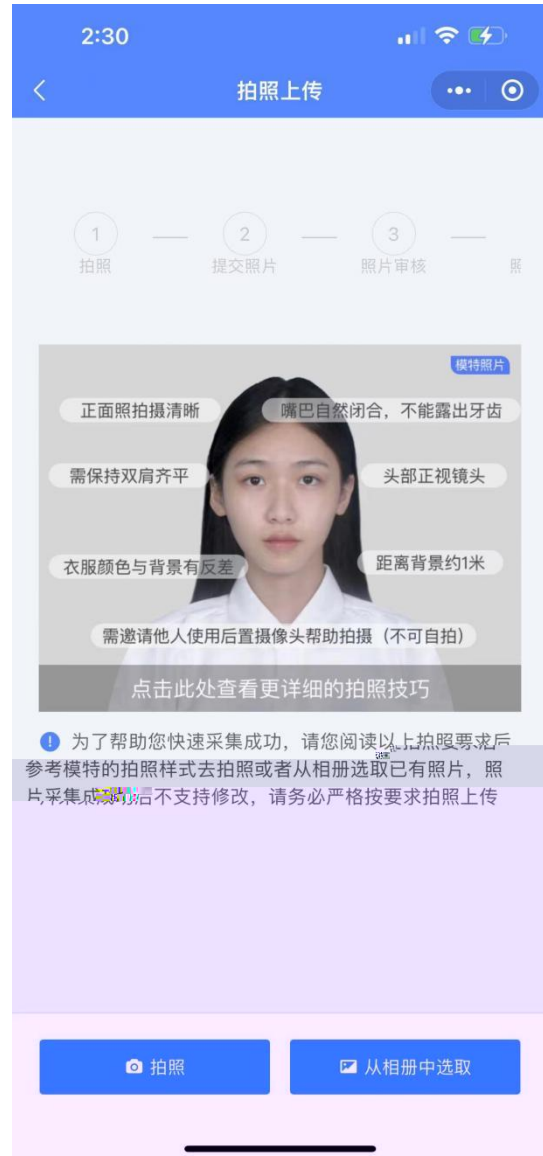 2:30
拍照上传
1
2
3
拍照
提交照片
照片审核
模特照片
正面照拍摄清晰
嘴巴自然闭合，不能露出牙齿
需保持双肩齐平
头部正视镜头
衣服颜色与背景有反差
距离背景约1米
需邀请他人使用后置摄像头帮助拍摄（不可自拍）
点击此处查看更详细的拍照技巧
为了帮助您快速采集成功，请您阅读以上拍照要求后
参考模特的拍照样式去拍照或者从相册选取已有照片，照
片采集成功后不支持修改，请务必严格按要求拍照上传
拍照
从相册中选取